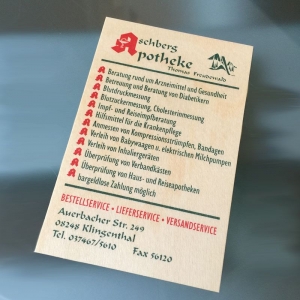 Aschberg
Apotheke
Thomas Freudewald
Beratung rund um Arzneimittel und Gesundheit
Betreuung und Beratung von Diabetikern
Blutdruckmessung
Blutzuckermessung, Cholesterinmessung
Impf- und Reiseimpfberatung
Hilfsmittel für die Krankenpflege
Anmessen von Kompressionsstrümpfen, Bandagen
Verleih von Babywaagen u. elektrischen Milchpumpen
Verleih von Inhaliergeräten
Überprüfung von Verbandkästen
Überprüfung von Haus- und Reiseapotheken
bargeldlose Zahlung möglich
BESTELLSERVICE • LIEFERSERVICE • VERSANDSERVICE
Auerbacher Str. 249
08248 Klingenthal
Tel. 037467/5610 Fax 56120